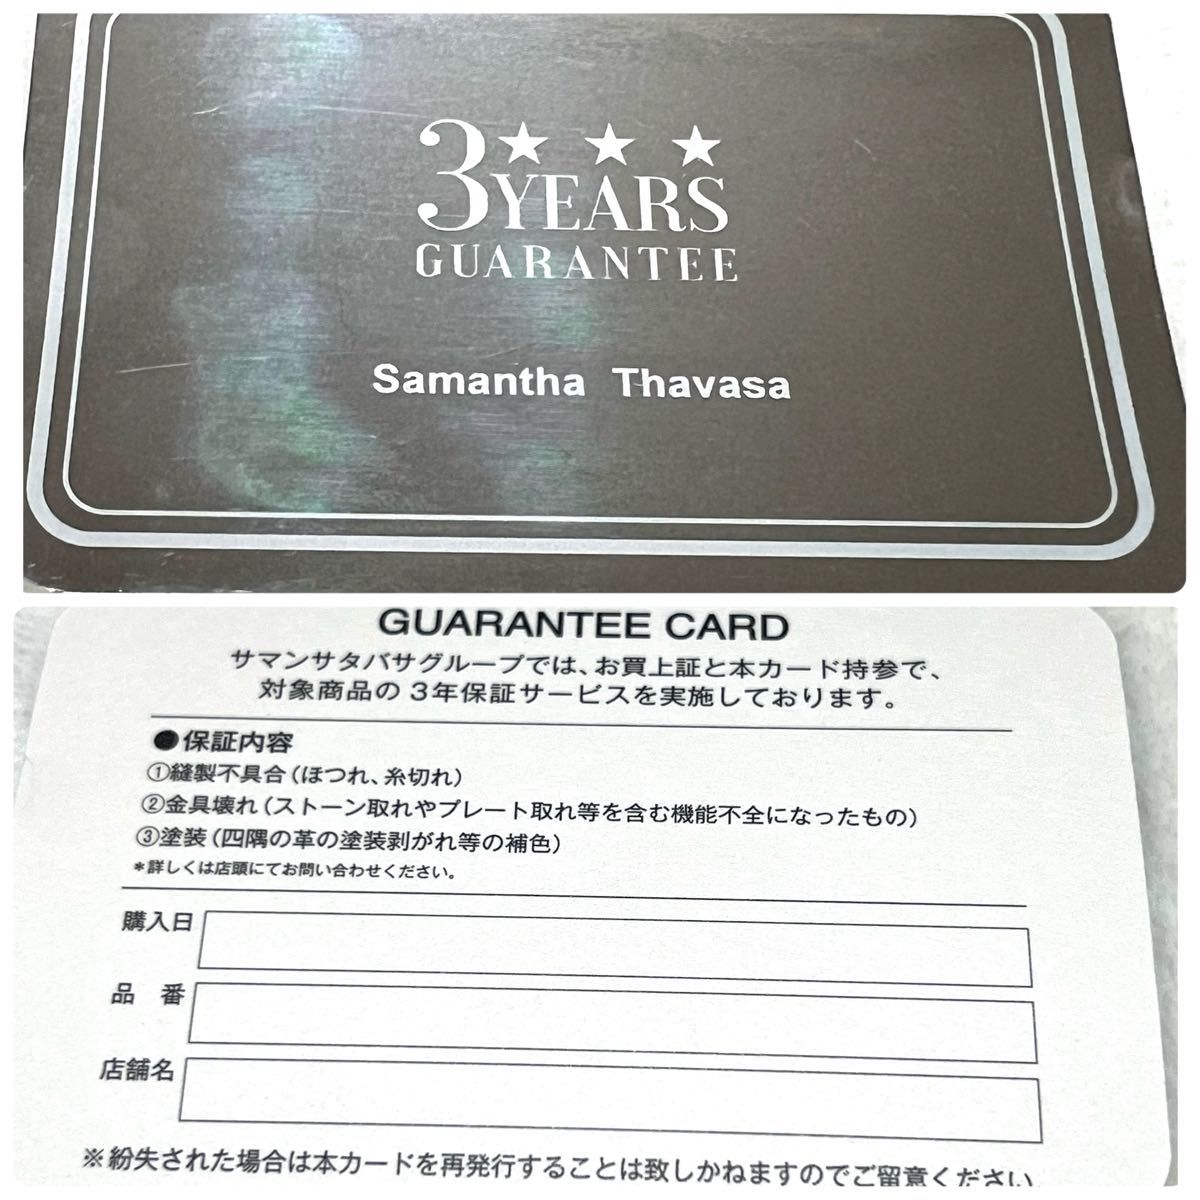 3★★★
YEARS
GUARANTEE
Samantha Thavasa
GUARANTEE CARD
サマンサタバサグループでは、お買上証と本カード持参で、
対象商品の3年保証サービスを実施しております。
●保証内容
①縫製不具合(ほつれ、糸切れ)
②金具壊れ(ストーン取れやプレート取れ等を含む機能不全になったもの)
③塗装(四隅の革の塗装剥がれ等の補色)
*詳しくは店頭にてお問い合わせください。
購入日
品 番
店舗名
※紛失された場合は本カードを再発行することは致しかねますのでご留意ください。